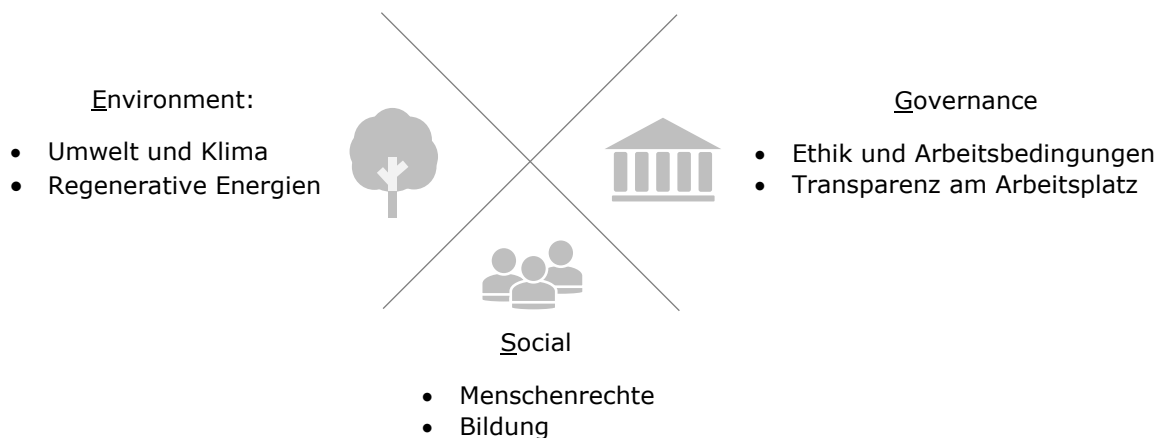 Environment:
• Umwelt und Klima
• Regenerative Energien
Governance
• Ethik und Arbeitsbedingungen
• Transparenz am Arbeitsplatz
Social
• Menschenrechte
• Bildung